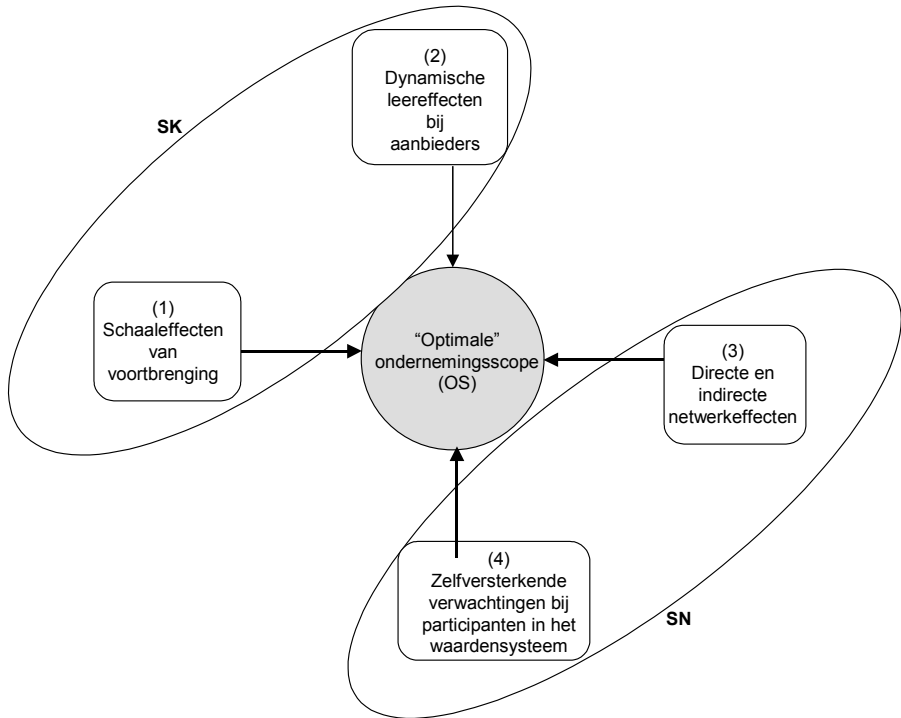 (2)
Dynamische
leereffecten
bij
aanbieders
SK
(1)
Schaaleffecten
van
voortbrenging
“Optimale”
ondernemingsscope
(OS)
(3)
Directe en
indirecte
netwerkeffecten
(4)
Zelfversterkende
verwachtingen bij
participanten in het
waardensysteem
SN